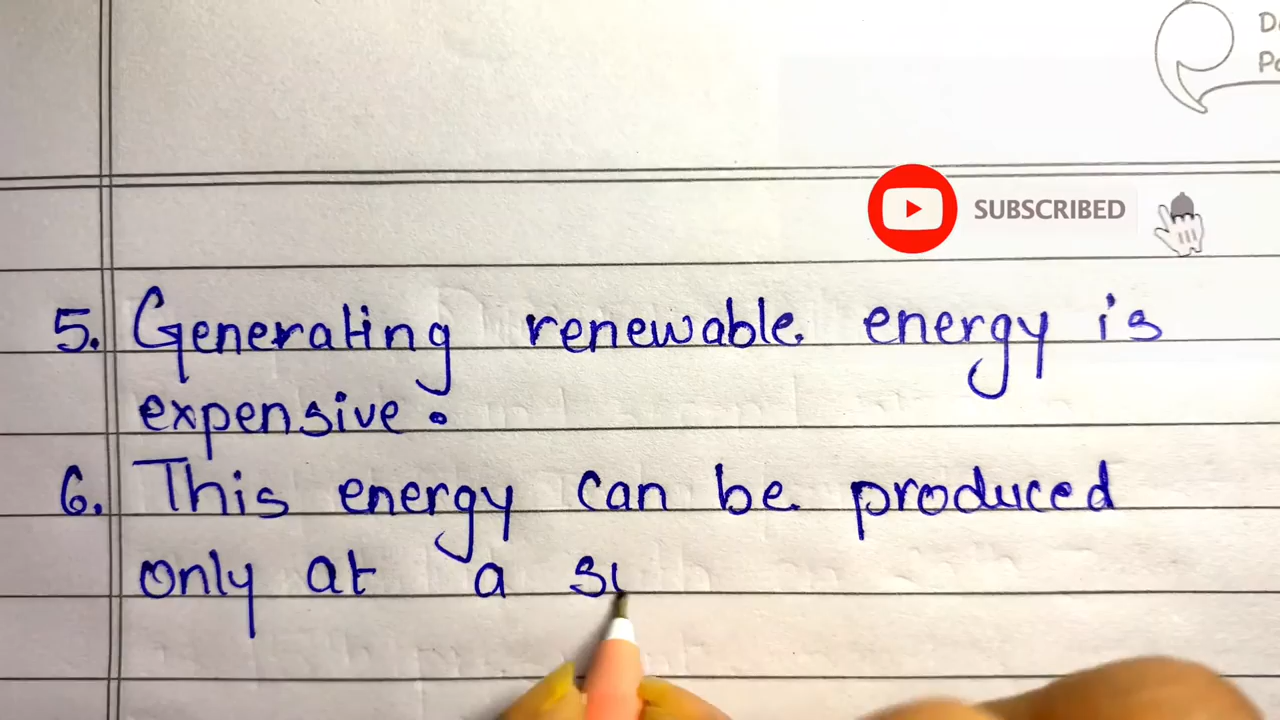 SUBSCRIBED
5. Generating renewable energy is
expensive.
6. This energy can be produced
only at a